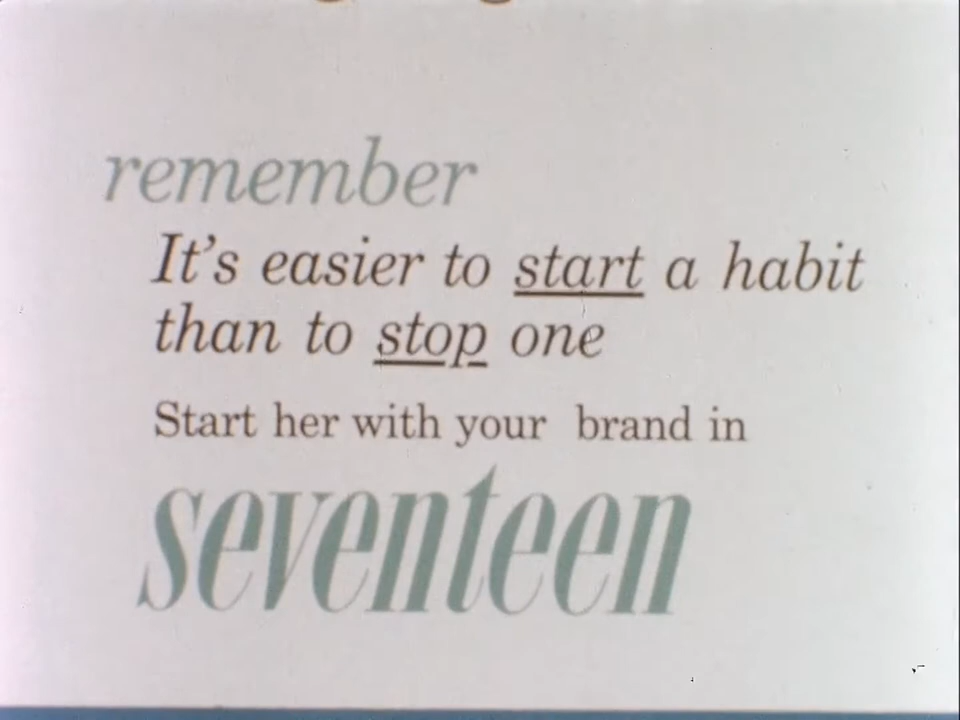 remember
It's easier to start a habit
than to stop one
Start her with your brand in
seventeen